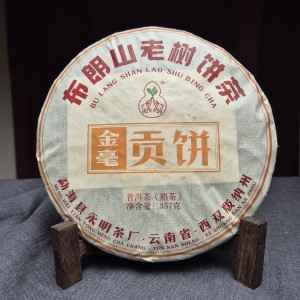 布朗山老树饼茶
BU LANG SHAN LAO SHU BING CHA
金毫
贡饼
普洱茶（熟茶）
净含量：357克
勐海县永明茶厂·云南省·西双版纳州